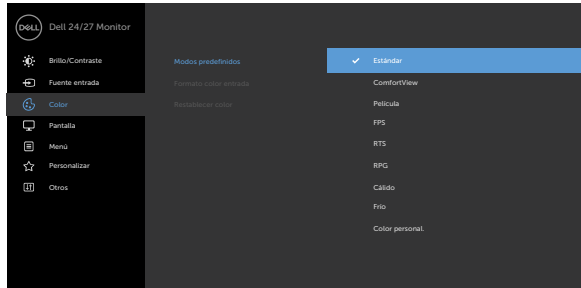 DELL Dell 24/27 Monitor
Brillo/Contraste
Fuente entrada
Color
Pantalla
Menú
Personalizar
Otros
Modos predefinidos
Formato color entrada
Restablecer color
Estándar
ComfortView
Película
FPS
RTS
RPG
Cálido
Frío
Color personal.